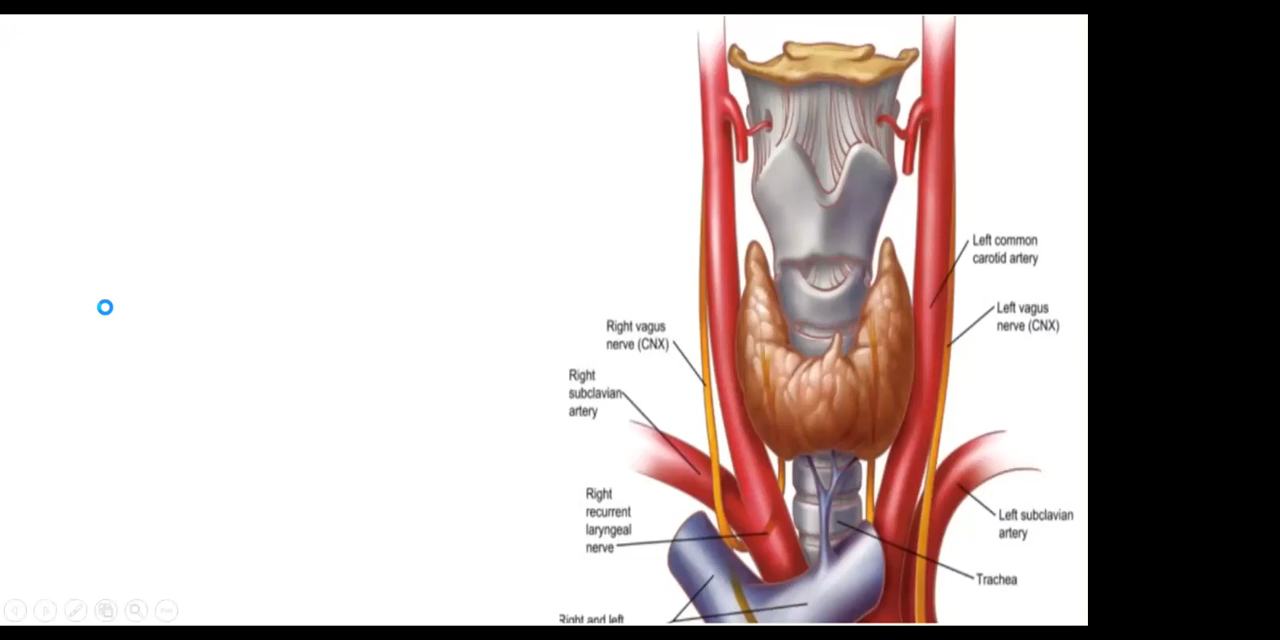 Left common
carotid artery
Left vagus
nerve (CNX)
Right vagus
nerve (CNX)
Right
subclavian
artery
Right
recurrent
laryngeal
nerve
Left subclavian
artery
Trachea
Right and left